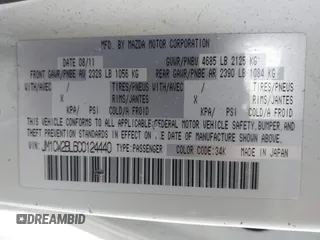 MFD. BY MAZDA MOTOR CORPORATION
DATE 08/11 GVWR/PNBV 4685 LB 2125 KG
FRONT GAWR/PNBE AV 2328 LB 1056 KG REAR GAWR/PNBE AR 2390 LB 1084 KG
WITH/AVEC / TIRES/PNEUS WITH/AVEC / TIRES/PNEUS
X RIMS/JANTES X RIMS/JANTES
KPA/ PSI COLD/A FROID KPA/ PSI COLD/A FROID
THIS VEHICLE CONFORMS TO ALL APPLICABLE FEDERAL MOTOR VEHICLE SAFETY, BUMPER,
AND THEFT PREVENTION STANDARDS IN EFFECT ON THE DATE OF MANUFACTURE SHOWN ABOVE.
COLOR CODE:34K
JM1CW2BL6C0124440 TYPE:PASSENGER MADE IN JAPAN